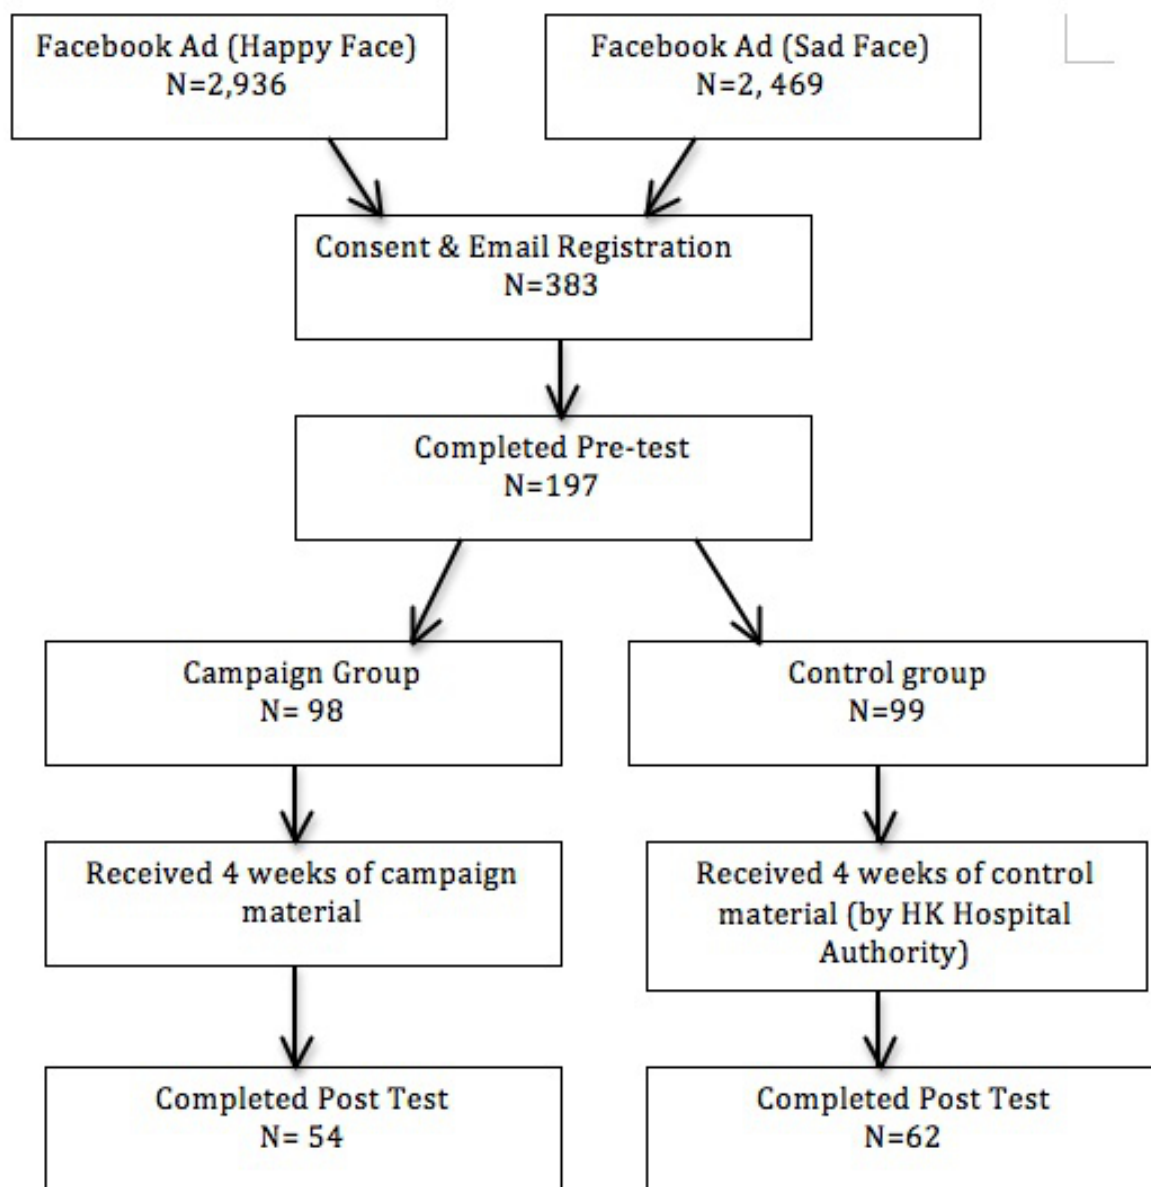 Facebook Ad (Happy Face)
N=2,936
Facebook Ad (Sad Face)
N=2, 469
Consent & Email Registration
N=383
Completed Pre-test
N=197
Campaign Group
N= 98
Control group
N=99
Received 4 weeks of campaign
material
Received 4 weeks of control
material (by HK Hospital
Authority)
Completed Post Test
N= 54
Completed Post Test
N=62